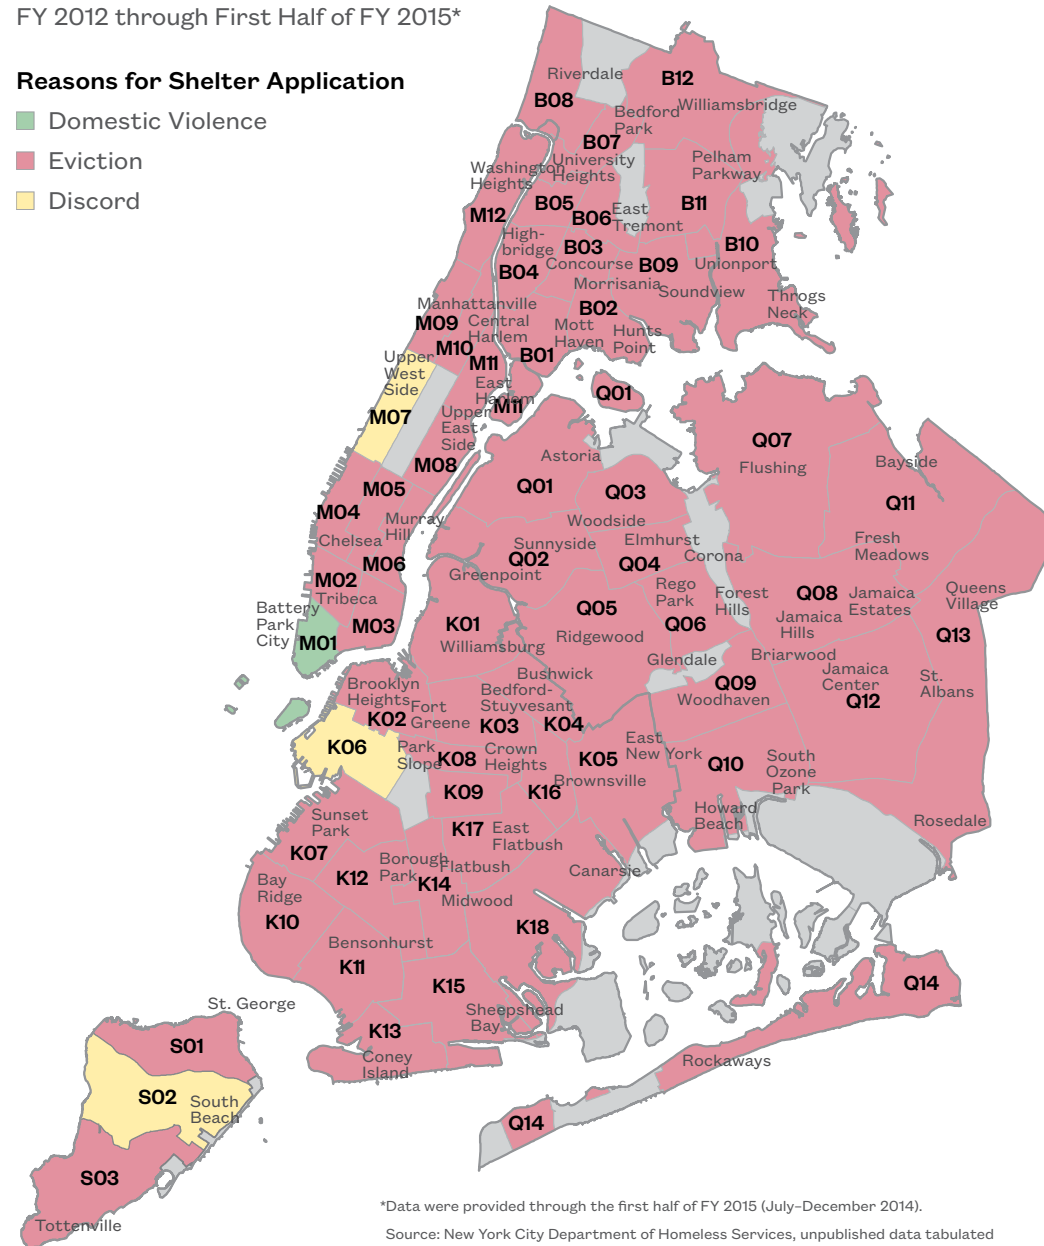 FY 2012 through First Half of FY 2015*
Reasons for Shelter Application
Domestic Violence
Eviction
Discord
Riverdale
B12
B08
Williamsbridge
Bedford
Park
B07
University
Heights
Pelham
Parkway
Washington
Heights
M12
B05
B06
East
Tremont
B11
High-
bridge
B03
B10
Concourse
B09
Unionport
B04
Morrisania
Soundview
Throgs
Neck
B02
Manhattanville
M09
Central
Harlem
Mott
Haven
Hunts
Point
M10
B01
M11
Upper
West
Side
East
Harlem
M11
Q01
M07
Upper
East
Side
Q07
Flushing
Astoria
M08
Bayside
M05
Q01
Q03
Q11
M04
Murray
Hill
Chelsea
Woodside
Elmhurst
Corona
Fresh
Meadows
Sunnyside
Q02
Q04
M06
Greenpoint
M02
Tribeca
Rego
Park
Forest
Hills
Q08
Jamaica
Estates
Queens
Village
Battery
Park
City
M01
M03
K01
Williamsburg
Q05
Ridgewood
Q06
Jamaica
Hills
Q13
Glendale
Briarwood
Bushwick
Jamaica
Center
Q12
St.
Albans
Brooklyn
Heights
Bedford-
Stuyvesant
Q09
Woodhaven
K02
Fort
Greene
K03
K04
K06
Park
Slope
K08
Crown
Heights
K05
East
New York
Q10
South
Ozone
Park
Brownsville
K09
K16
Howard
Beach
Rosedale
Sunset
Park
K17
East
Flatbush
K07
Borough
Park
Flatbush
Canarsie
K12
K14
Bay
Ridge
Midwood
K10
K18
Bensonhurst
K11
K15
Q14
St. George
Sheepshead
Bay
K13
S01
Coney
Island
Rockaways
S02
South
Beach
Q14
S03
Tottenville
*Data were provided through the first half of FY 2015 (July–December 2014).
Source: New York City Department of Homeless Services, unpublished data tabulated